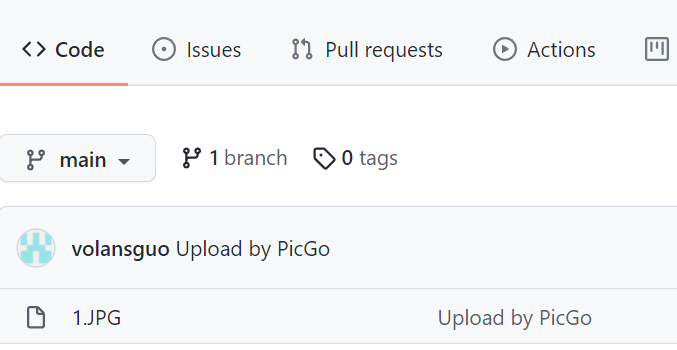 Code Issues Pull requests Actions
main 1 branch 0 tags
volansguo Upload by PicGo
1.JPG Upload by PicGo